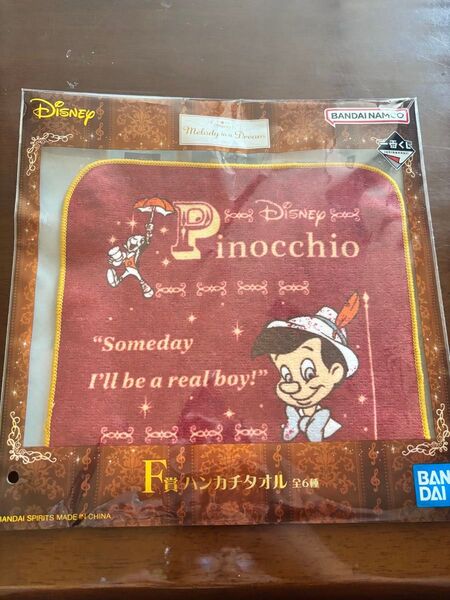 Disney
BANDAI NAMCO
一番くじ
Melody in a Dream
Disney
Pinocchio
"Someday
I'll be a real boy!"
F賞 ハンカチタオル 全6種
BANDAI SPIRITS MADE IN CHINA
BAN
DAI